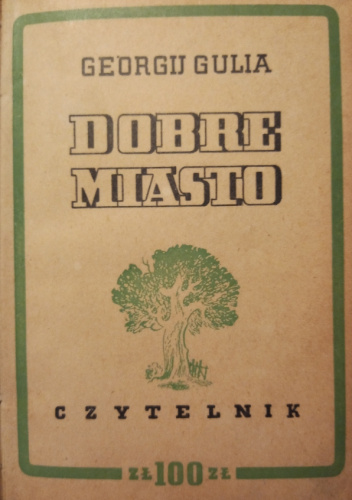 GEORGIJ GULIA
DOBRE
MIASTO
CZYTELNIK
ZŁ 100 ZŁ